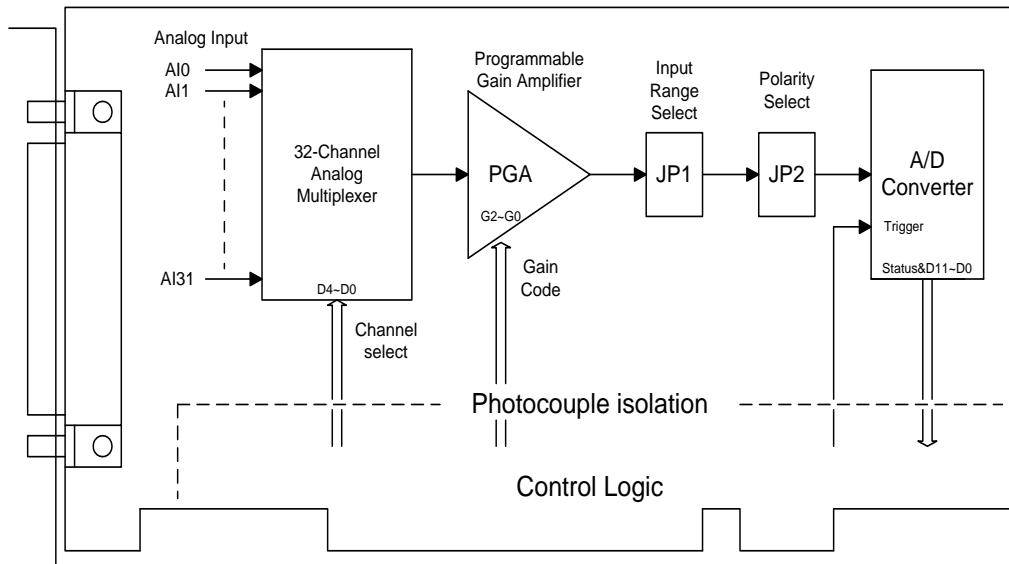 Analog Input
AI0
AI1
AI31
32-Channel
Analog
Multiplexer
D4~D0
Channel
select
Programmable
Gain Amplifier
PGA
G2~G0
Gain
Code
Input
Range
Select
JP1
Polarity
Select
JP2
A/D
Converter
Trigger
Status&D11~D0
Photocouple isolation
Control Logic